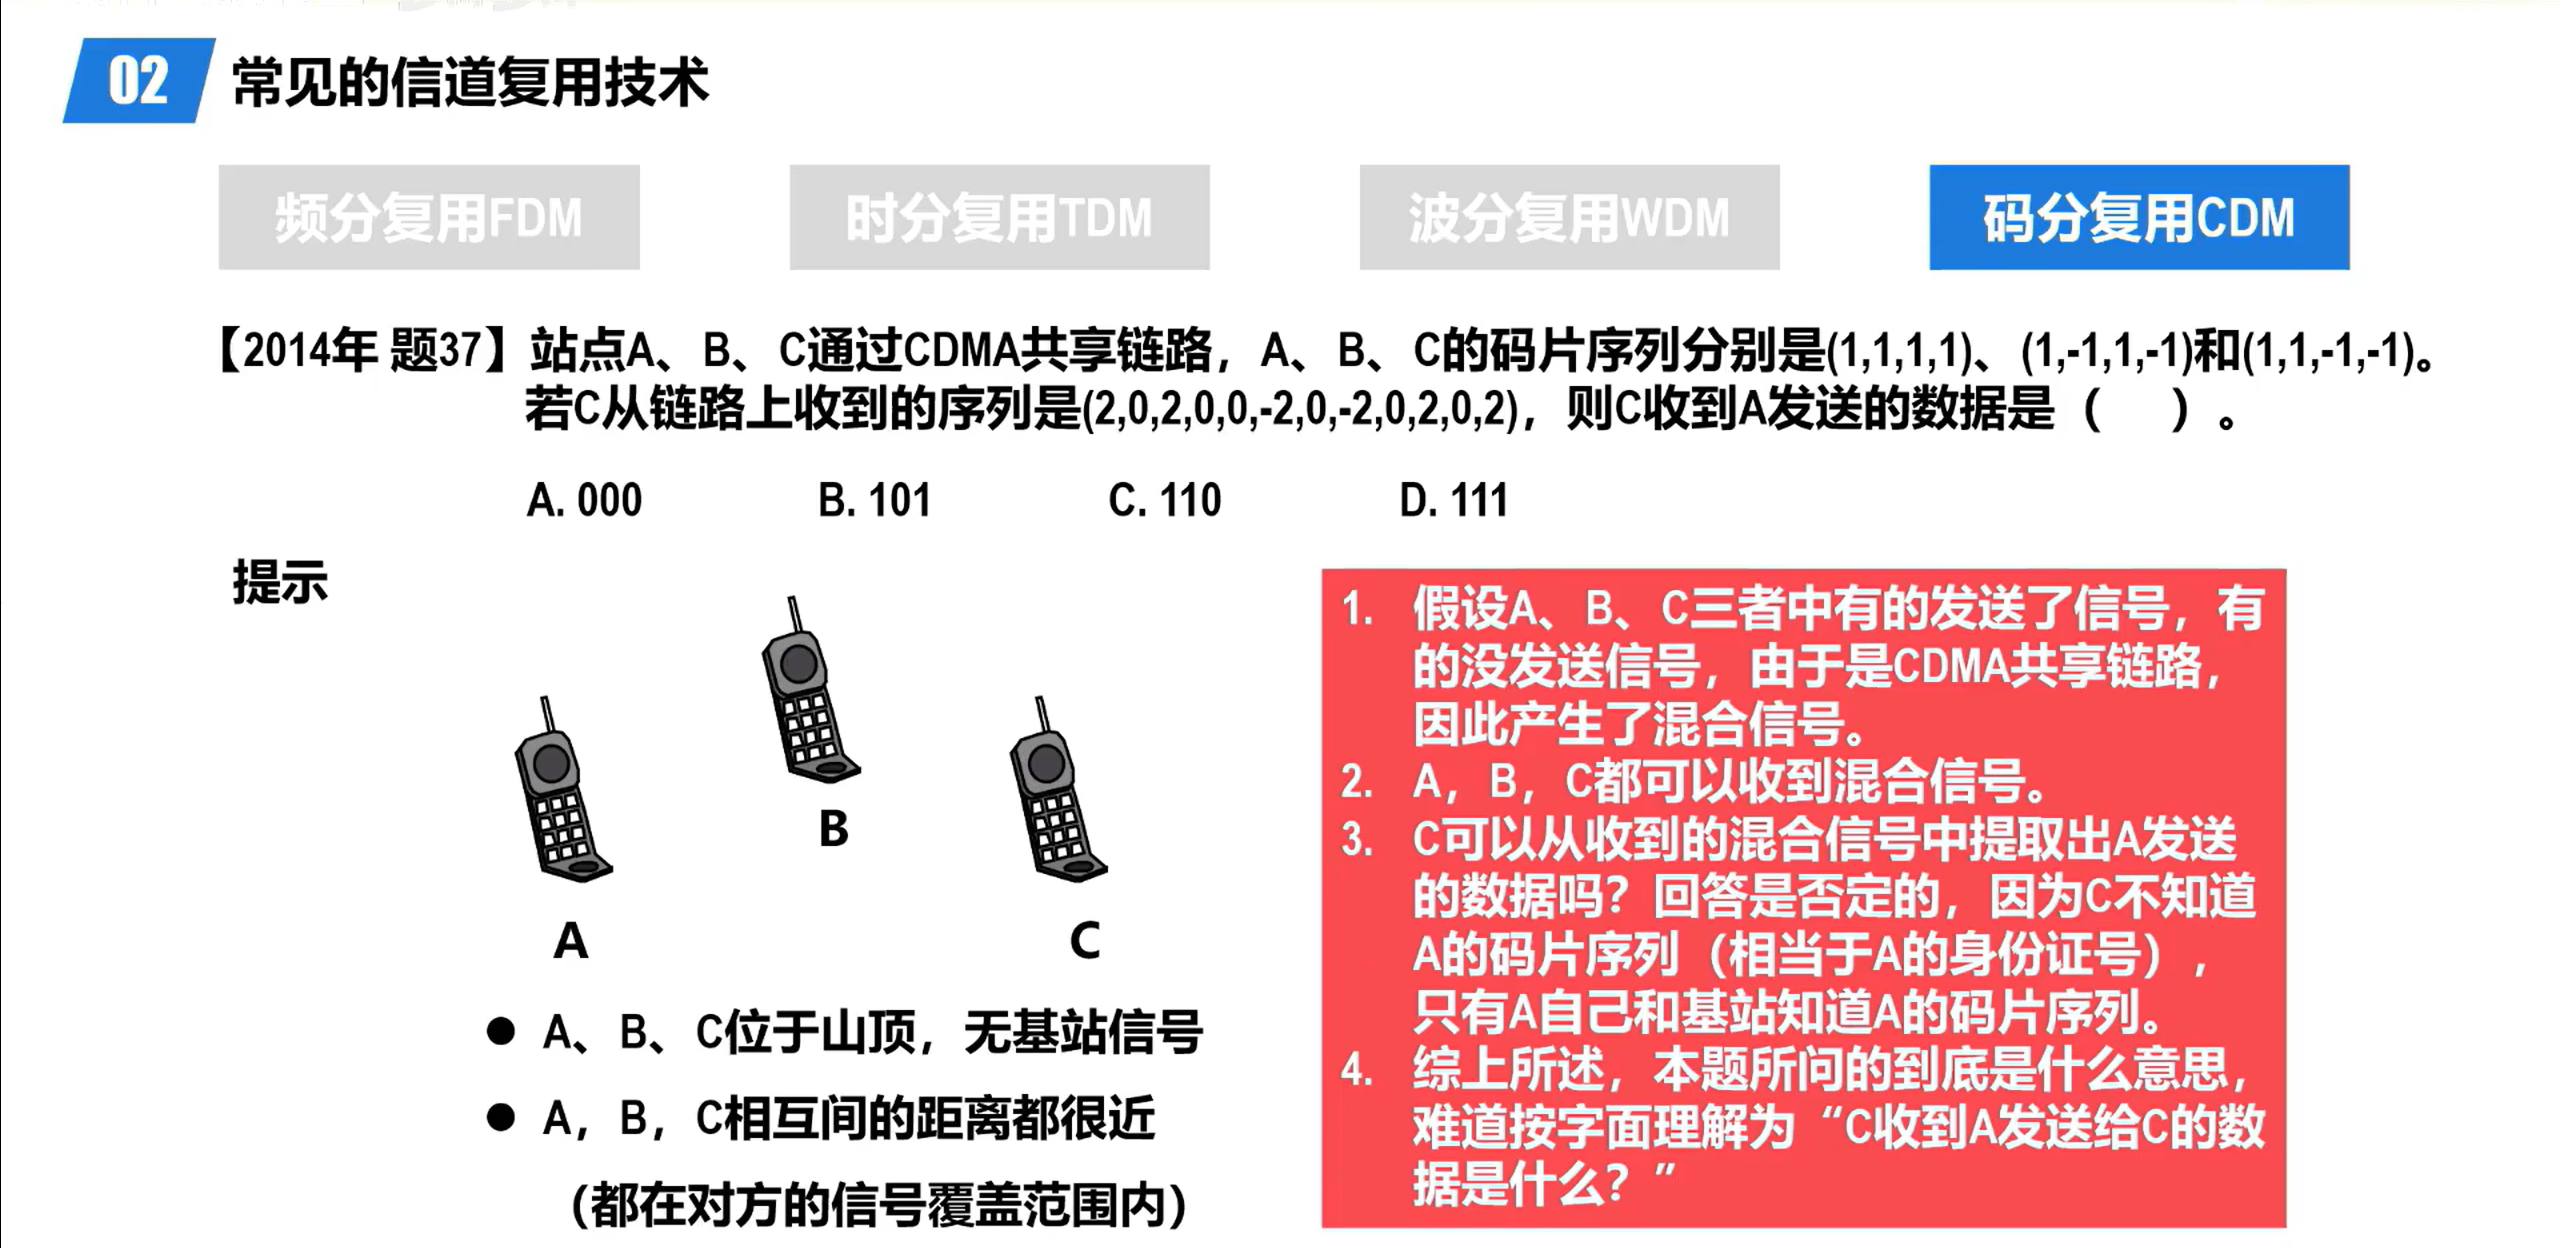 02 常见的信道复用技术
频分复用FDM 时分复用TDM 波分复用WDM 码分复用CDM
【2014年 题37】站点A、B、C通过CDMA共享链路，A、B、C的码片序列分别是(1,1,1,1)、(1,-1,1,-1)和(1,1,-1,-1)。
若C从链路上收到的序列是(2,0,2,0,0,-2,0,-2,0,2,0,2)，则C收到A发送的数据是（ ）。
A. 000 B. 101 C. 110 D. 111
提示
A
B
C
● A、B、C位于山顶，无基站信号
● A，B，C相互间的距离都很近
（都在对方的信号覆盖范围内）
1. 假设A、B、C三者中有的发送了信号，有
的没发送信号，由于是CDMA共享链路，
因此产生了混合信号。
2. A，B，C都可以收到混合信号。
3. C可以从收到的混合信号中提取出A发送
的数据吗？回答是否定的，因为C不知道
A的码片序列（相当于A的身份证号），
只有A自己和基站知道A的码片序列。
4. 综上所述，本题所问的到底是什么意思，
难道按字面理解为“C收到A发送给C的数
据是什么？”